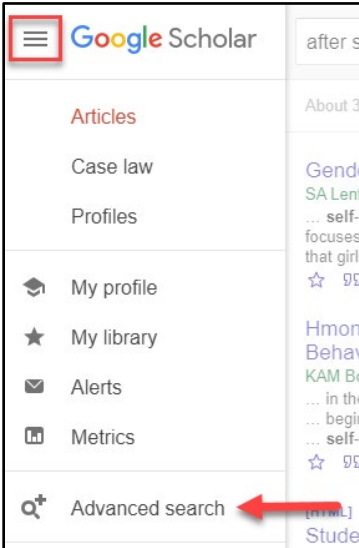 Google Scholar
after s
Articles
About 3
Case law
Profiles
Gende
SA Lent
... self-
focuses
that girl
My profile
My library
Hmon
Behav
KAM Bo
Alerts
... in the
... begi
Metrics
... self-
Advanced search
[HTML]
Stude